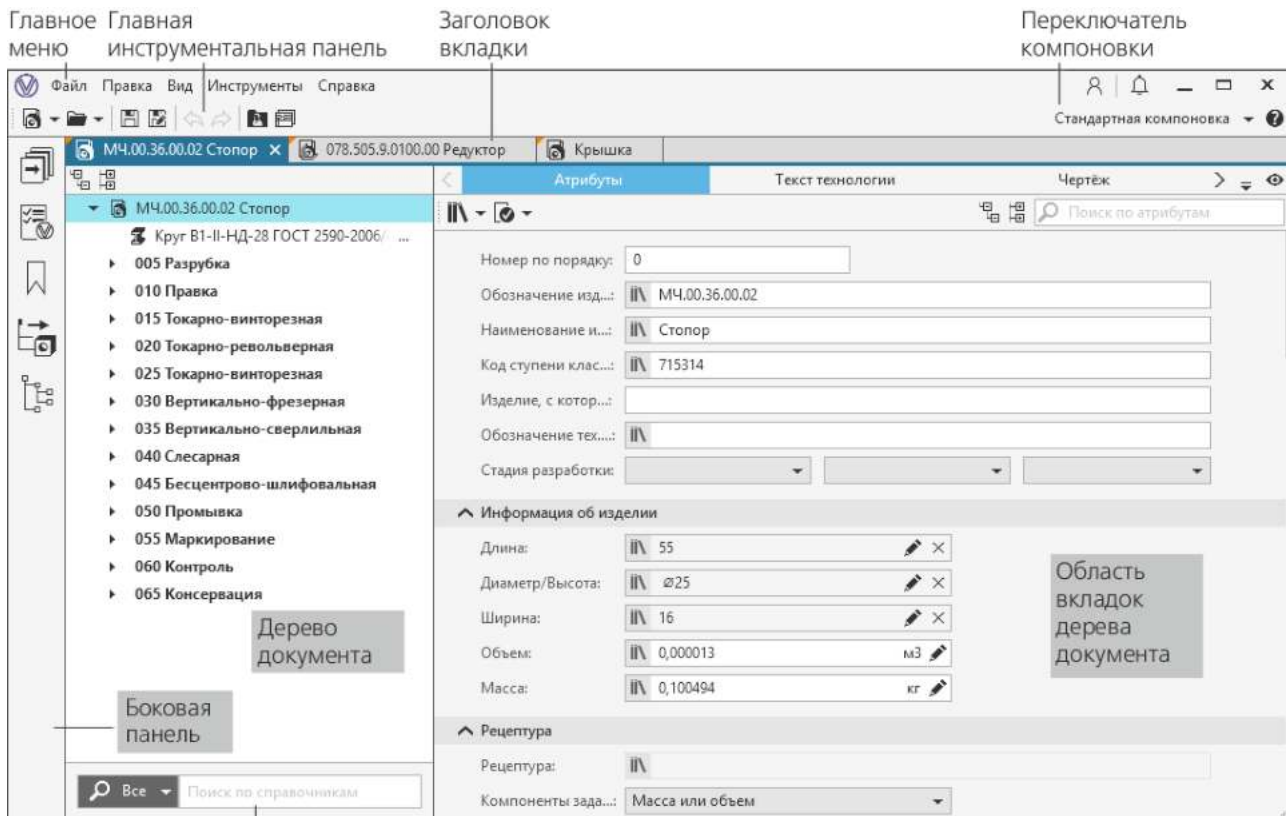 Главное Главная Заголовок Переключатель
меню инструментальная панель вкладки компоновки
Файл Правка Вид Инструменты Справка
Стандартная компоновка
МЧ.00.36.00.02 Стопор 078.505.9.0100.00 Редуктор Крышка
Атрибуты Текст технологии Чертёж
МЧ.00.36.00.02 Стопор
Поиск по атрибутам
Круг В1-II-НД-28 ГОСТ 2590-2006/ ...
005 Разрубка
010 Правка
015 Токарно-винторезная
020 Токарно-револьверная
025 Токарно-винторезная
030 Вертикально-фрезерная
035 Вертикально-сверлильная
040 Слесарная
045 Бесцентрово-шлифовальная
050 Промывка
055 Маркирование
060 Контроль
065 Консервация
Дерево
документа
Боковая
панель
Все Поиск по справочникам
Номер по порядку: 0
Обозначение изд...: МЧ.00.36.00.02
Наименование и...: Стопор
Код ступени клас...: 715314
Изделие, с котор...:
Обозначение тех....:
Стадия разработки:
Информация об изделии
Длина: 55
Диаметр/Высота: ⌀25
Ширина: 16
Объем: 0,000013 м3
Масса: 0,100494 кг
Область
вкладок
дерева
документа
Рецептура
Рецептура:
Компоненты зада...: Масса или объем